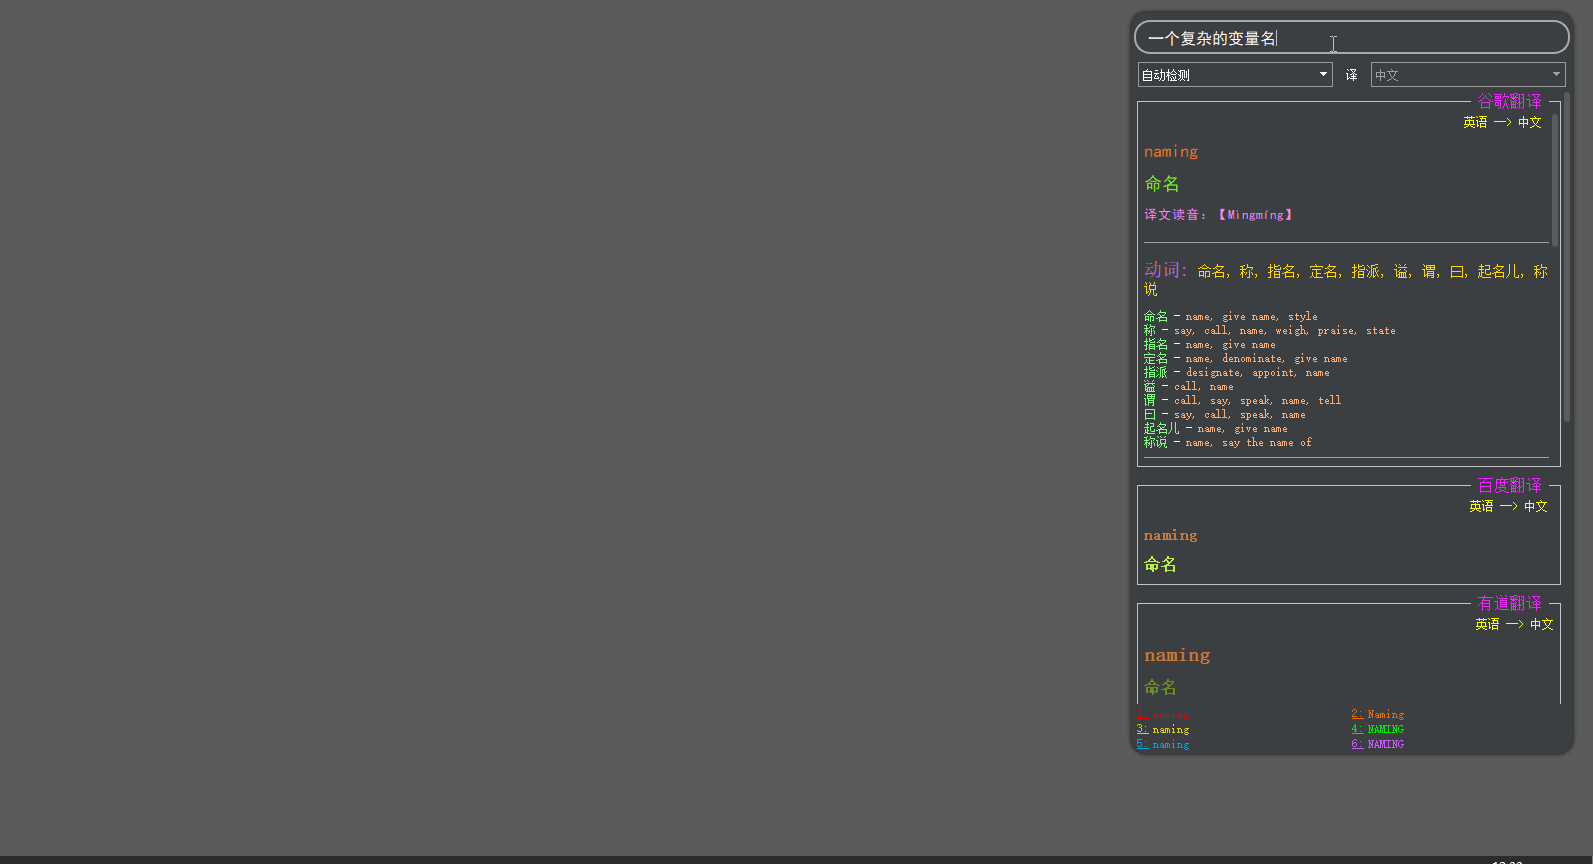 一个复杂的变量名
自动检测 译 中文
谷歌翻译
英语 —> 中文
naming
命名
译文读音：【Mìngmíng】
动词：命名, 称, 指名, 定名, 指派, 谥, 谓, 曰, 起名儿, 称
说
命名 - name, give name, style
称 - say, call, name, weigh, praise, state
指名 - name, give name
定名 - name, denominate, give name
指派 - designate, appoint, name
谥 - call, name
谓 - call, say, speak, name, tell
曰 - say, call, speak, name
起名儿 - name, give name
称说 - name, say the name of
百度翻译
英语 —> 中文
naming
命名
有道翻译
英语 —> 中文
naming
命名
1: naming 2: Naming
3: naming 4: NAMING
5: naming 6: NAMING